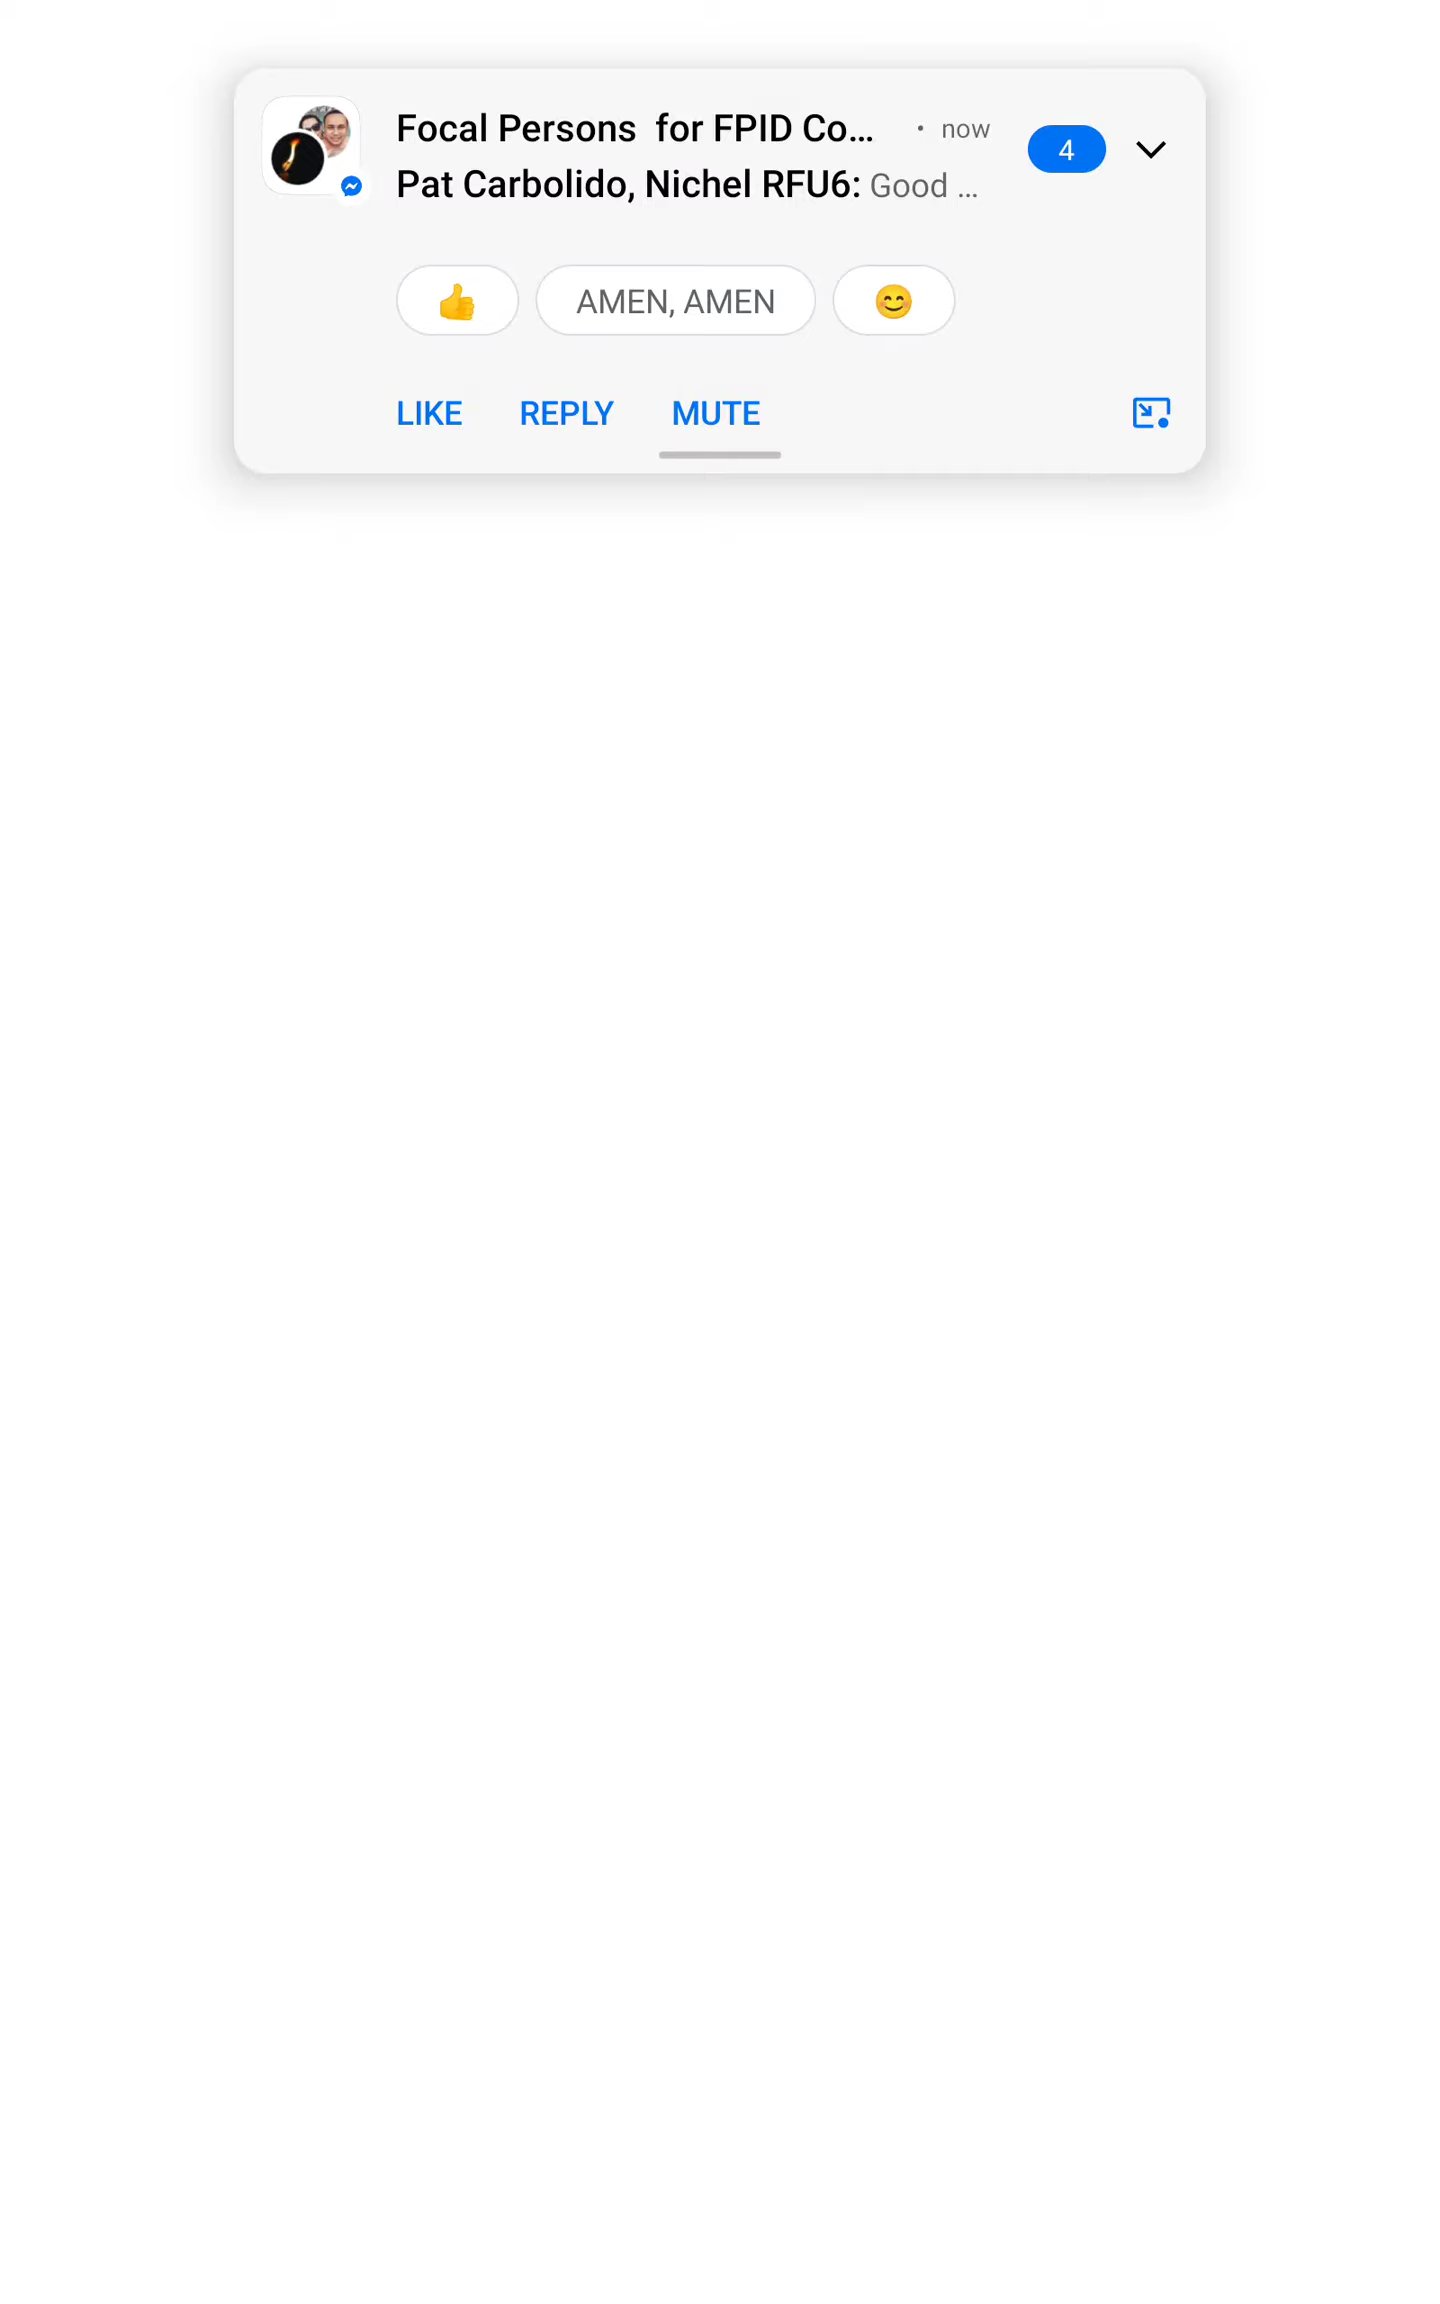 Focal Persons  for FPID Co... • now
4
Pat Carbolido, Nichel RFU6: Good ...
👍 AMEN, AMEN 😊
LIKE REPLY MUTE